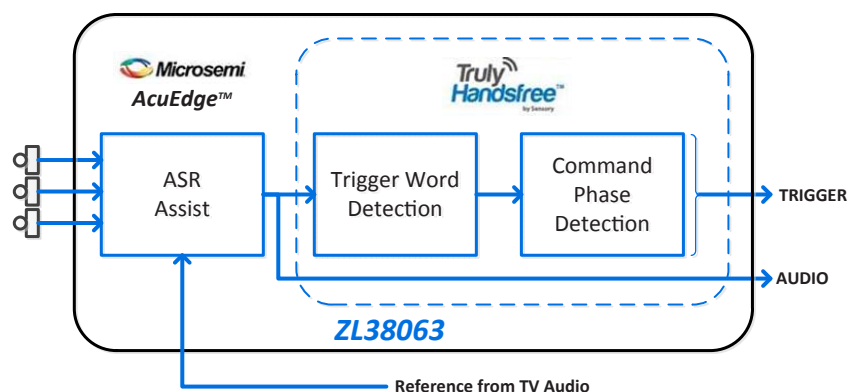 Microsemi
AcuEdge™
Truly
Handsfree™
by Sensory
ASR
Assist
Trigger Word
Detection
Command
Phase
Detection
TRIGGER
AUDIO
ZL38063
Reference from TV Audio